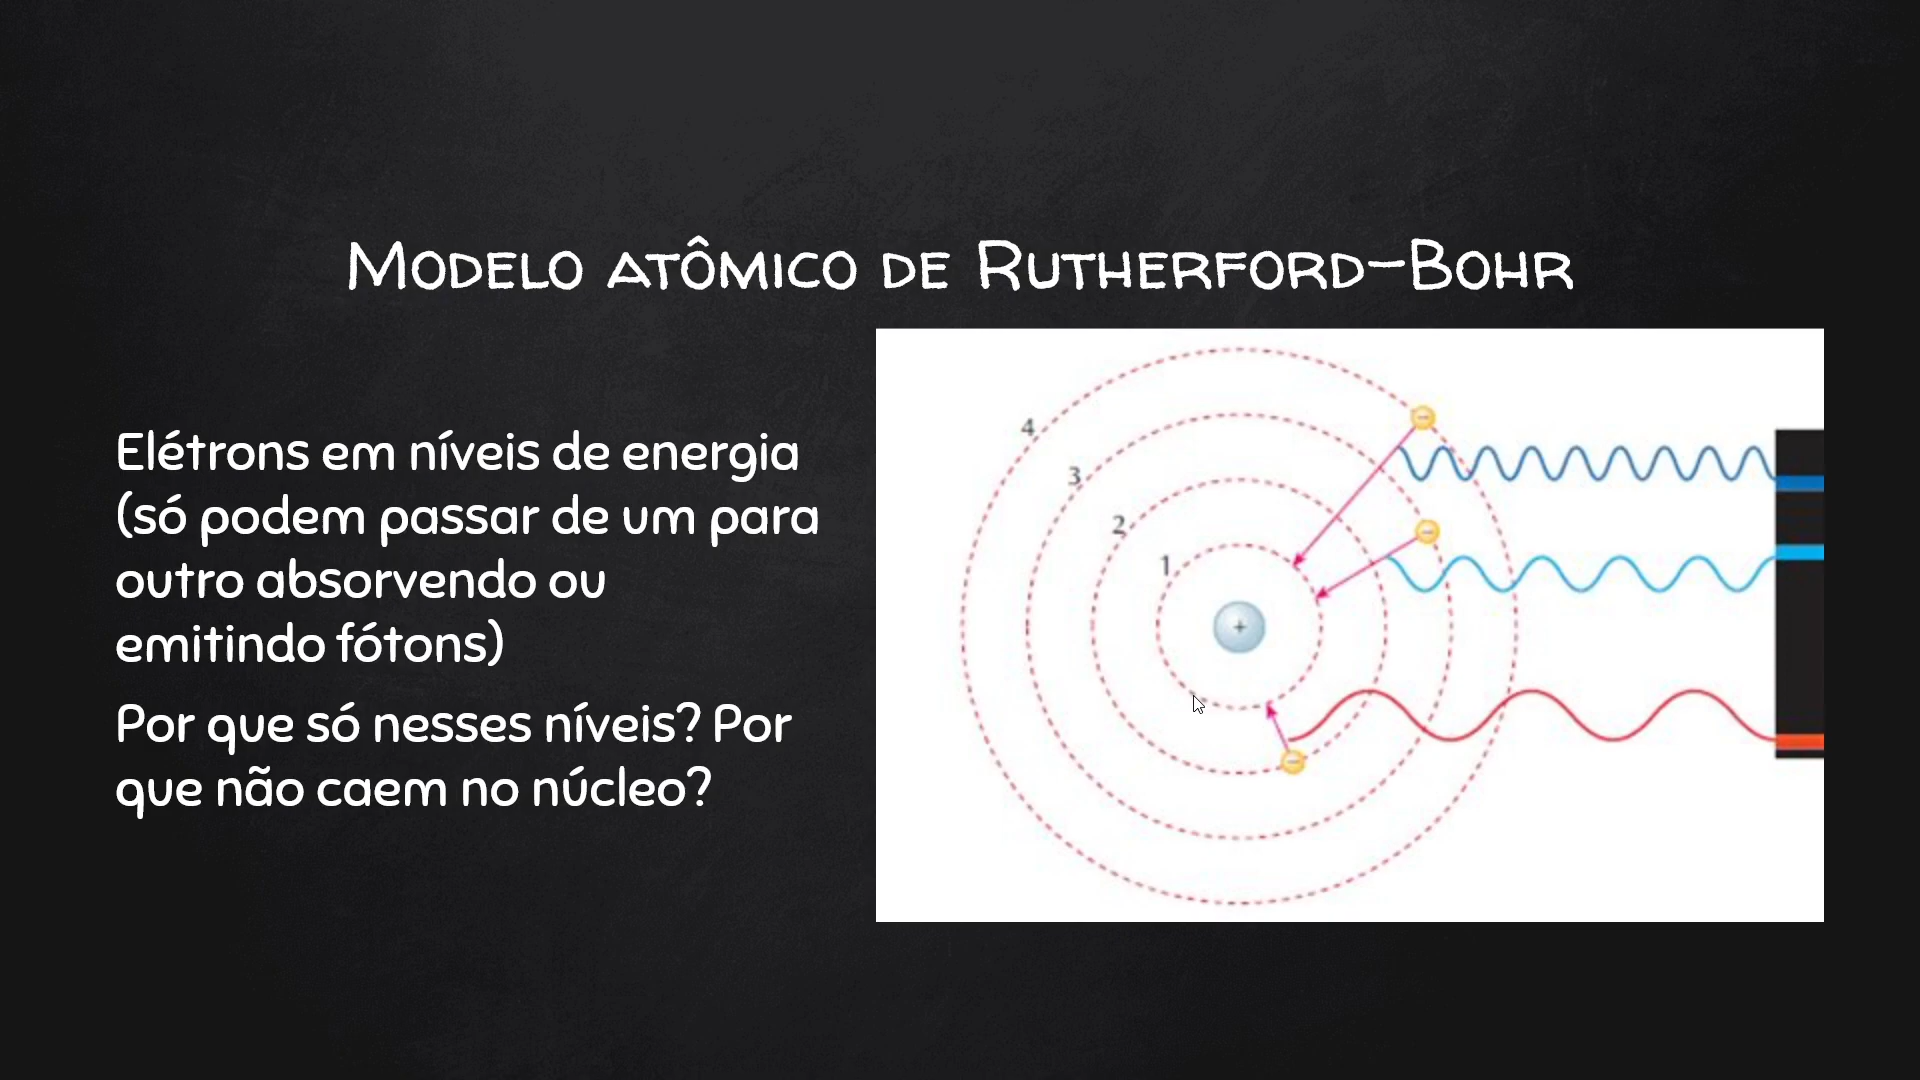 Modelo atômico de Rutherford-Bohr
Elétrons em níveis de energia
(só podem passar de um para
outro absorvendo ou
emitindo fótons)
Por que só nesses níveis? Por
que não caem no núcleo?
4
3
2
1
+